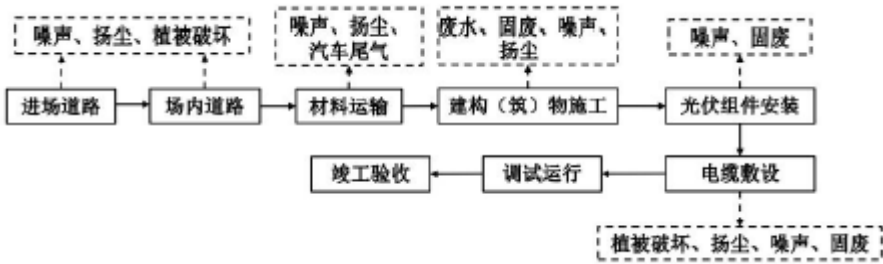 噪声、扬尘、植被破坏
噪声、扬尘、
汽车尾气
废水、固废、噪声、
扬尘
噪声、固废
进场道路
场内道路
材料运输
建构（筑）物施工
光伏组件安装
竣工验收
调试运行
电缆敷设
植被破坏、扬尘、噪声、固废